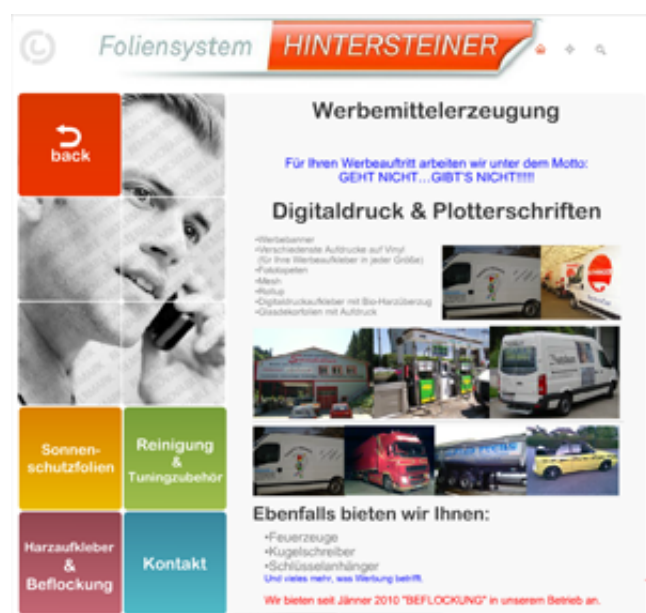 Foliensystem HINTERSTEINER
back
Werbemittelerzeugung
Für Ihren Werbeauftritt arbeiten wir unter dem Motto:
GEHT NICHT...GIBT'S NICHT!!!!!
Digitaldruck & Plotterschriften
•Werbebanner
•Verschiedenste Aufdrucke auf Vinyl
(für Ihre Werbeaufkleber in jeder Größe)
•Fototapeten
•Mesh
•Rollup
•Digitaldruckaufkleber mit Bio-Harzüberzug
•Glasdekorfolien mit Aufdruck
Sonnen-
schutzfolien
Reinigung
&
Tuningzubehör
Harzaufkleber
&
Beflockung
Kontakt
Ebenfalls bieten wir Ihnen:
•Feuerzeuge
•Kugelschreiber
•Schlüsselanhänger
Und vieles mehr, was Werbung betrifft.
Wir bieten seit Jänner 2010 "BEFLOCKUNG" in unserem Betrieb an.